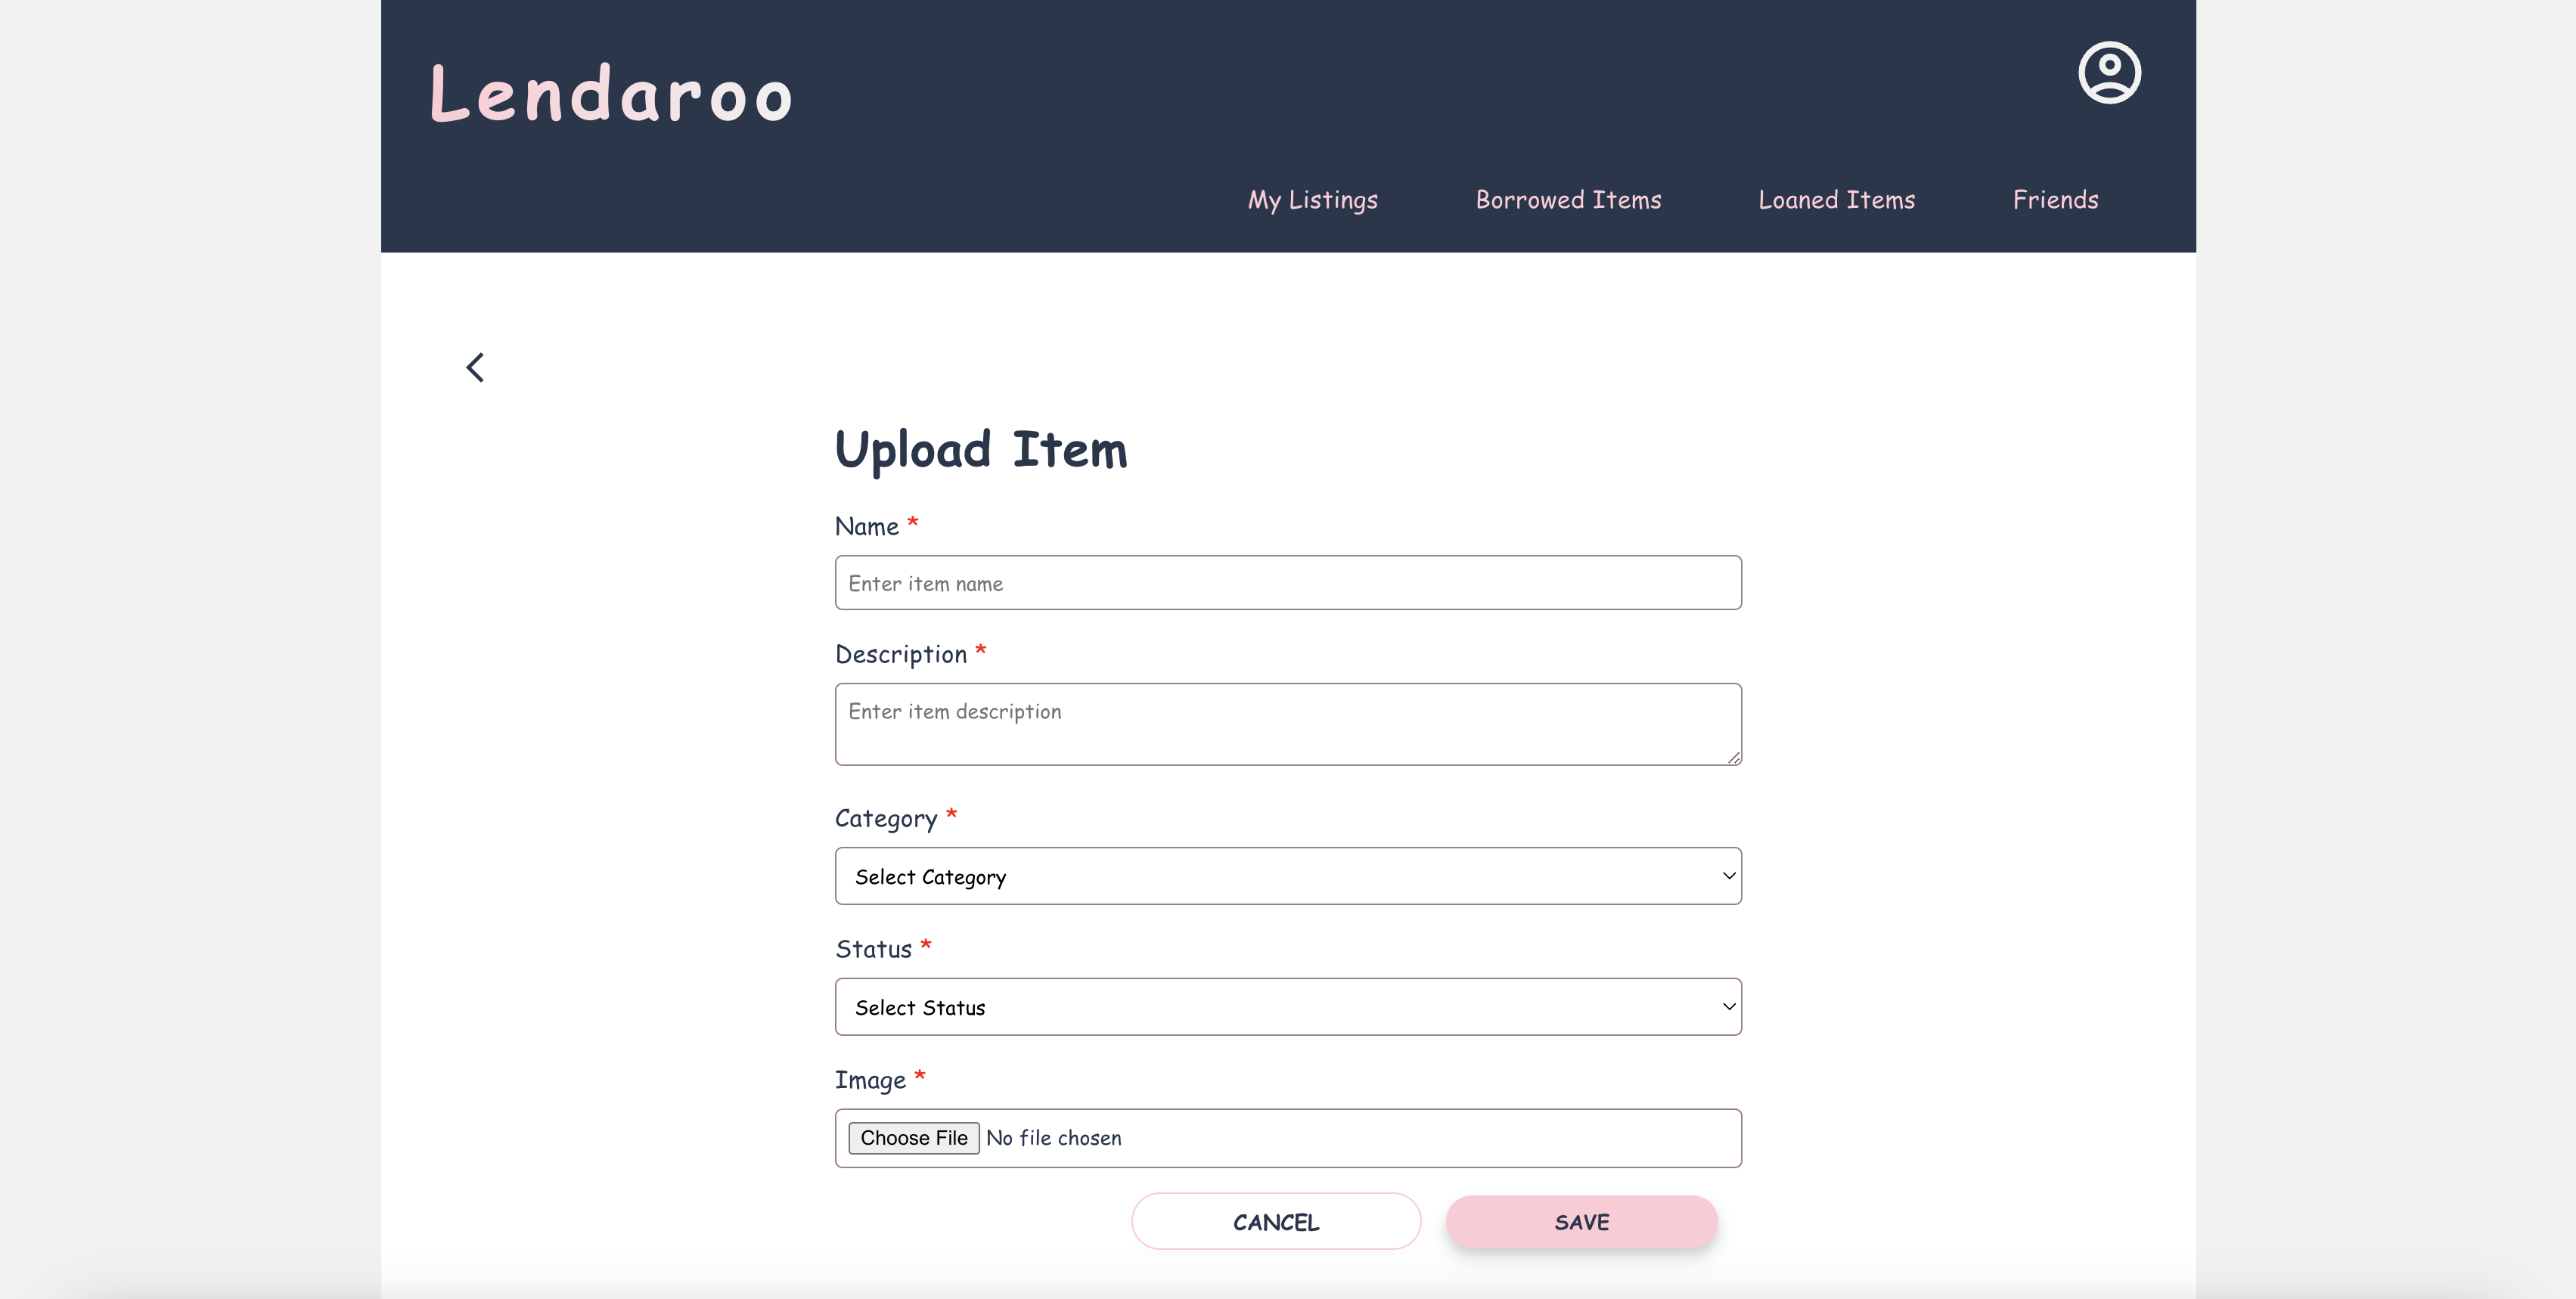 Lendaroo
My Listings Borrowed Items Loaned Items Friends
Upload Item
Name *
Enter item name
Description *
Enter item description
Category *
Select Category
Status *
Select Status
Image *
Choose File No file chosen
CANCEL SAVE